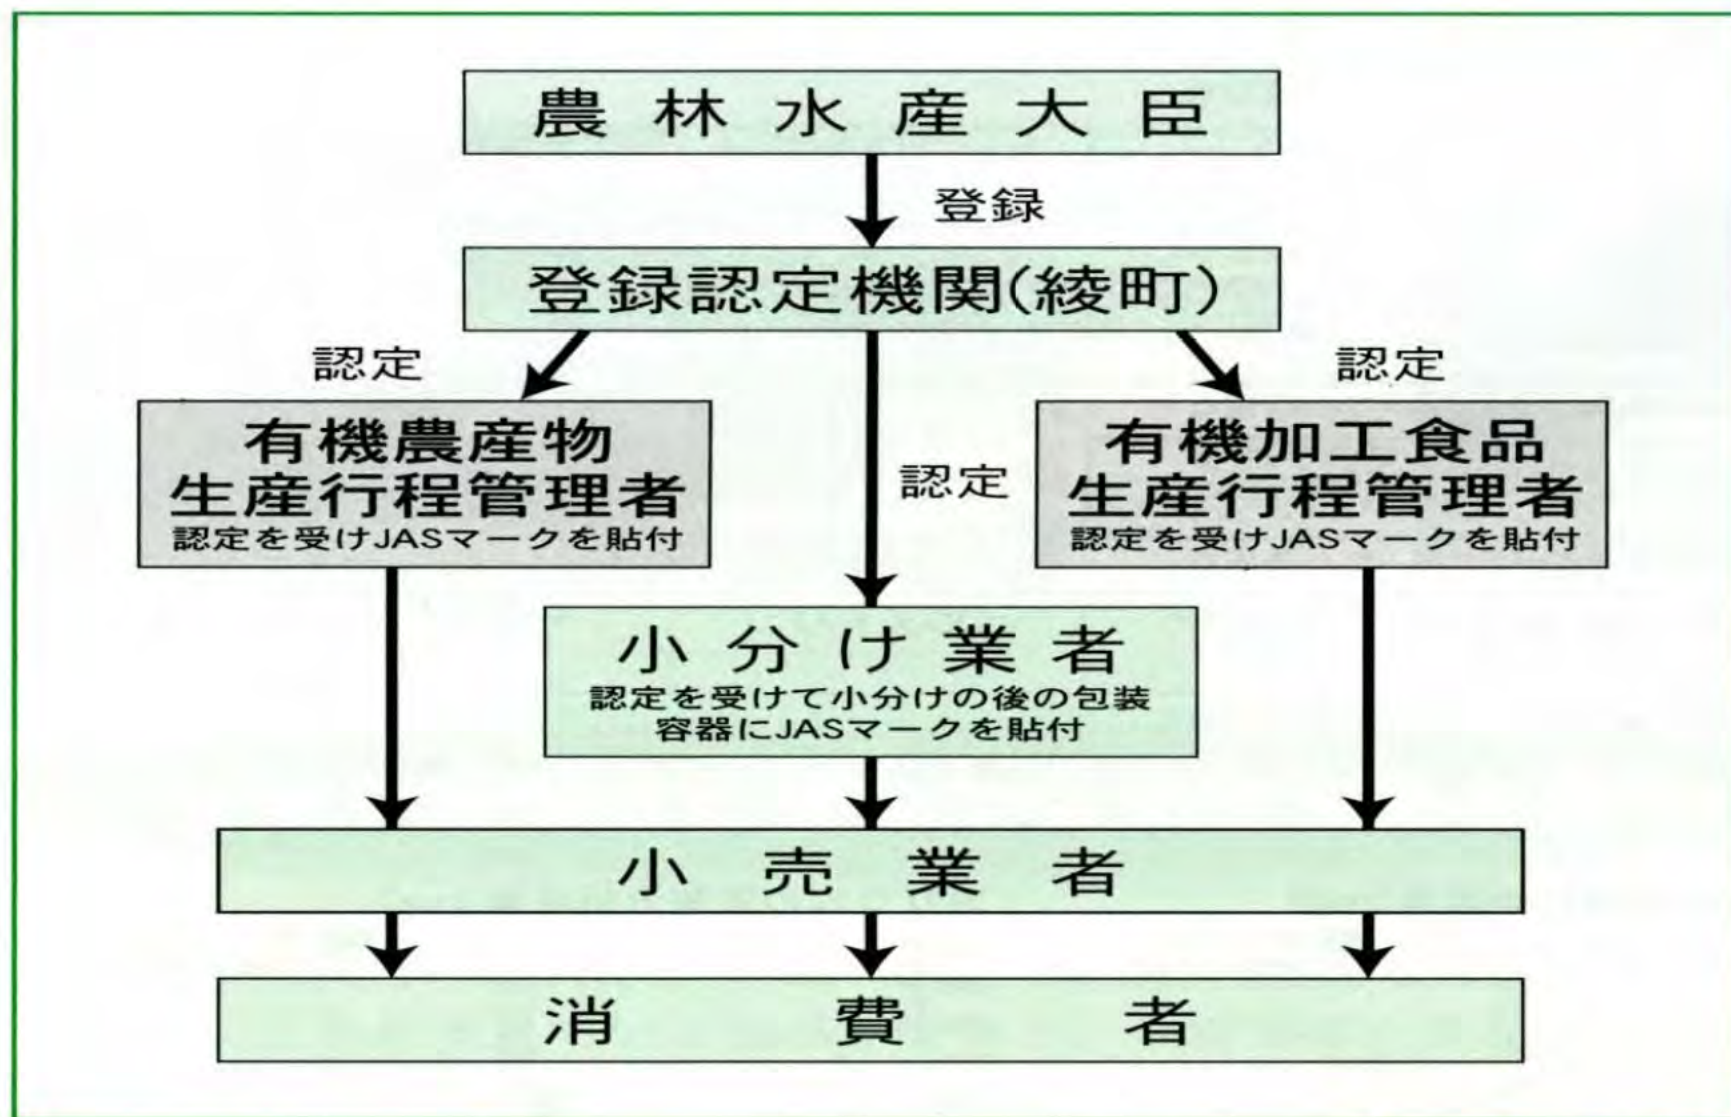 農林水産大臣
登録
登録認定機関(綾町)
認定
認定
有機農産物
生産行程管理者
認定を受けJASマークを貼付
認定
有機加工食品
生産行程管理者
認定を受けJASマークを貼付
小分け業者
認定を受けて小分けの後の包装
容器にJASマークを貼付
小売業者
消費者